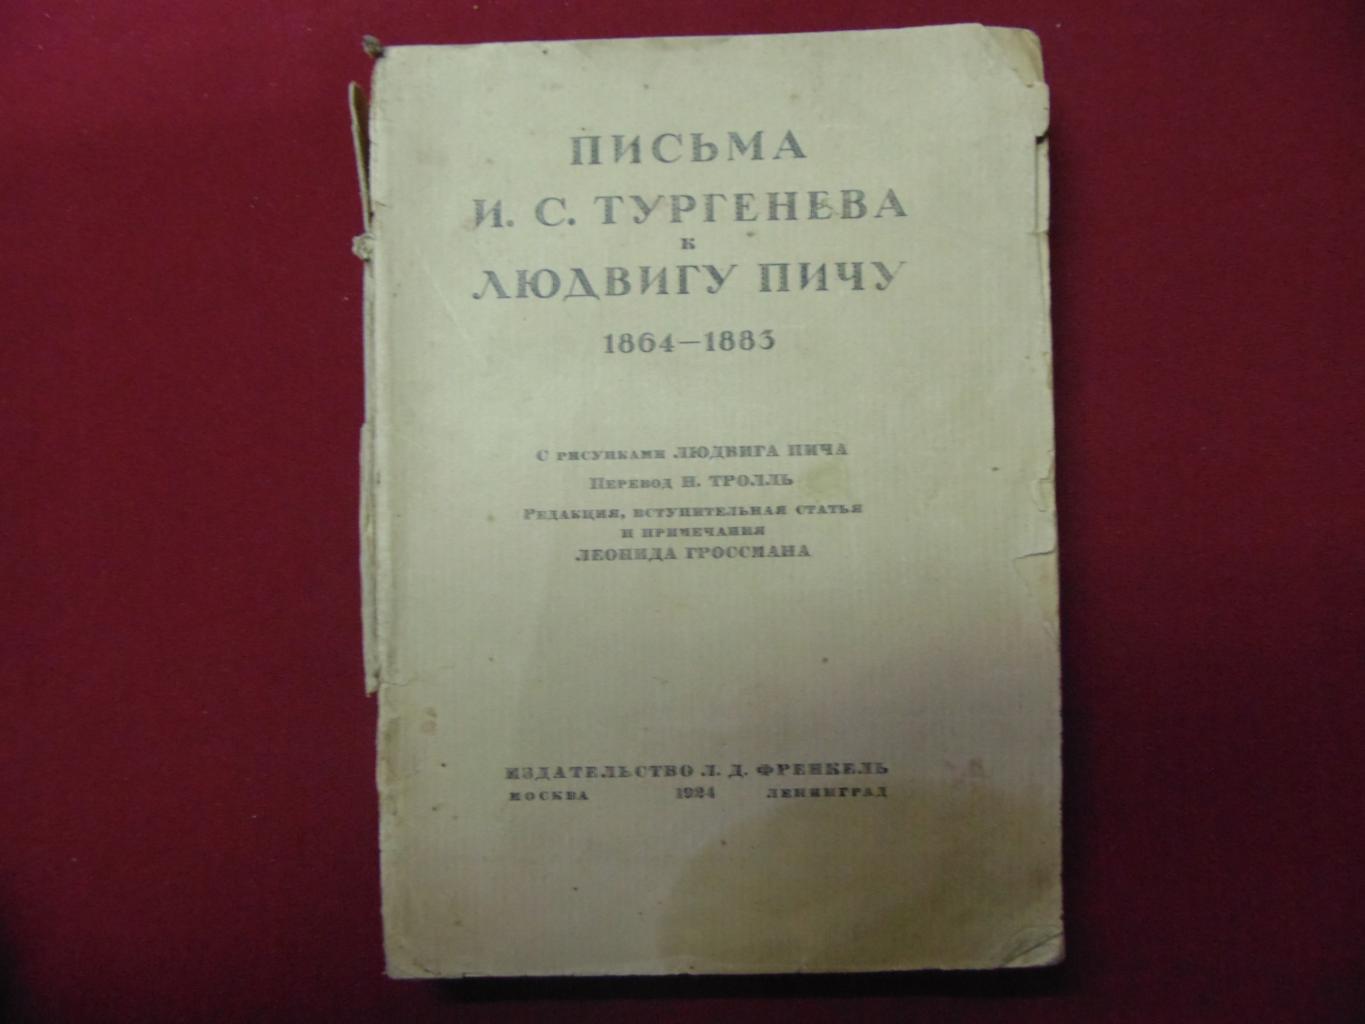 ПИСЬМА
И. С. ТУРГЕНЕВА
К
ЛЮДВИГУ ПИЧУ
1864—1883
С РИСУНКАМИ ЛЮДВИГА ПИЧА
ПЕРЕВОД Н. ТРОЛЛЬ
РЕДАКЦИЯ, ВСТУПИТЕЛЬНАЯ СТАТЬЯ
И ПРИМЕЧАНИЯ
ЛЕОНИДА ГРОССМАНА
ИЗДАТЕЛЬСТВО Л. Д. ФРЕНКЕЛЬ
МОСКВА 1924 ЛЕНИНГРАД